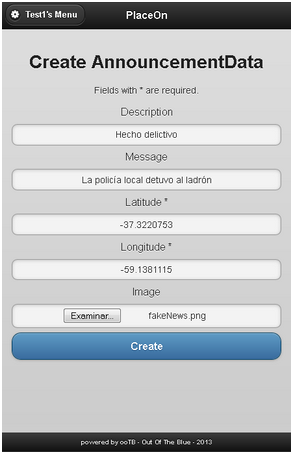 Test1's Menu
PlaceOn
Create AnnouncementData
Fields with * are required.
Description
Hecho delictivo
Message
La policía local detuvo al ladrón
Latitude *
-37.3220753
Longitude *
-59.1381115
Image
Examinar... fakeNews.png
Create
powered by ooTB - Out Of The Blue - 2013